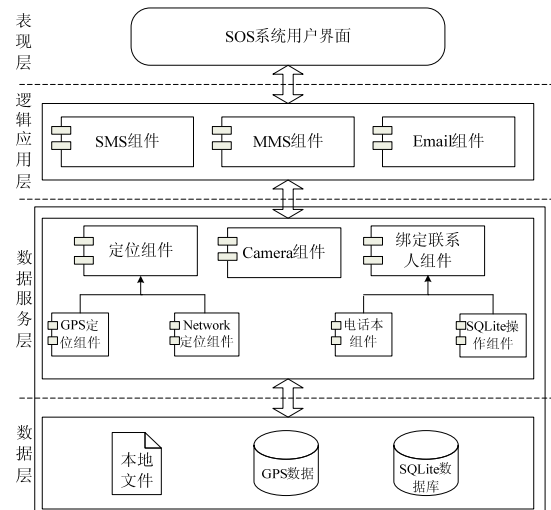 表现层
SOS系统用户界面
逻辑应用层
SMS组件
MMS组件
Email组件
数据服务层
定位组件
Camera组件
绑定联系
人组件
GPS定
位组件
Network
定位组件
电话本
组件
SQLite操
作组件
数据层
本地
文件
GPS数据
SQLite数
据库